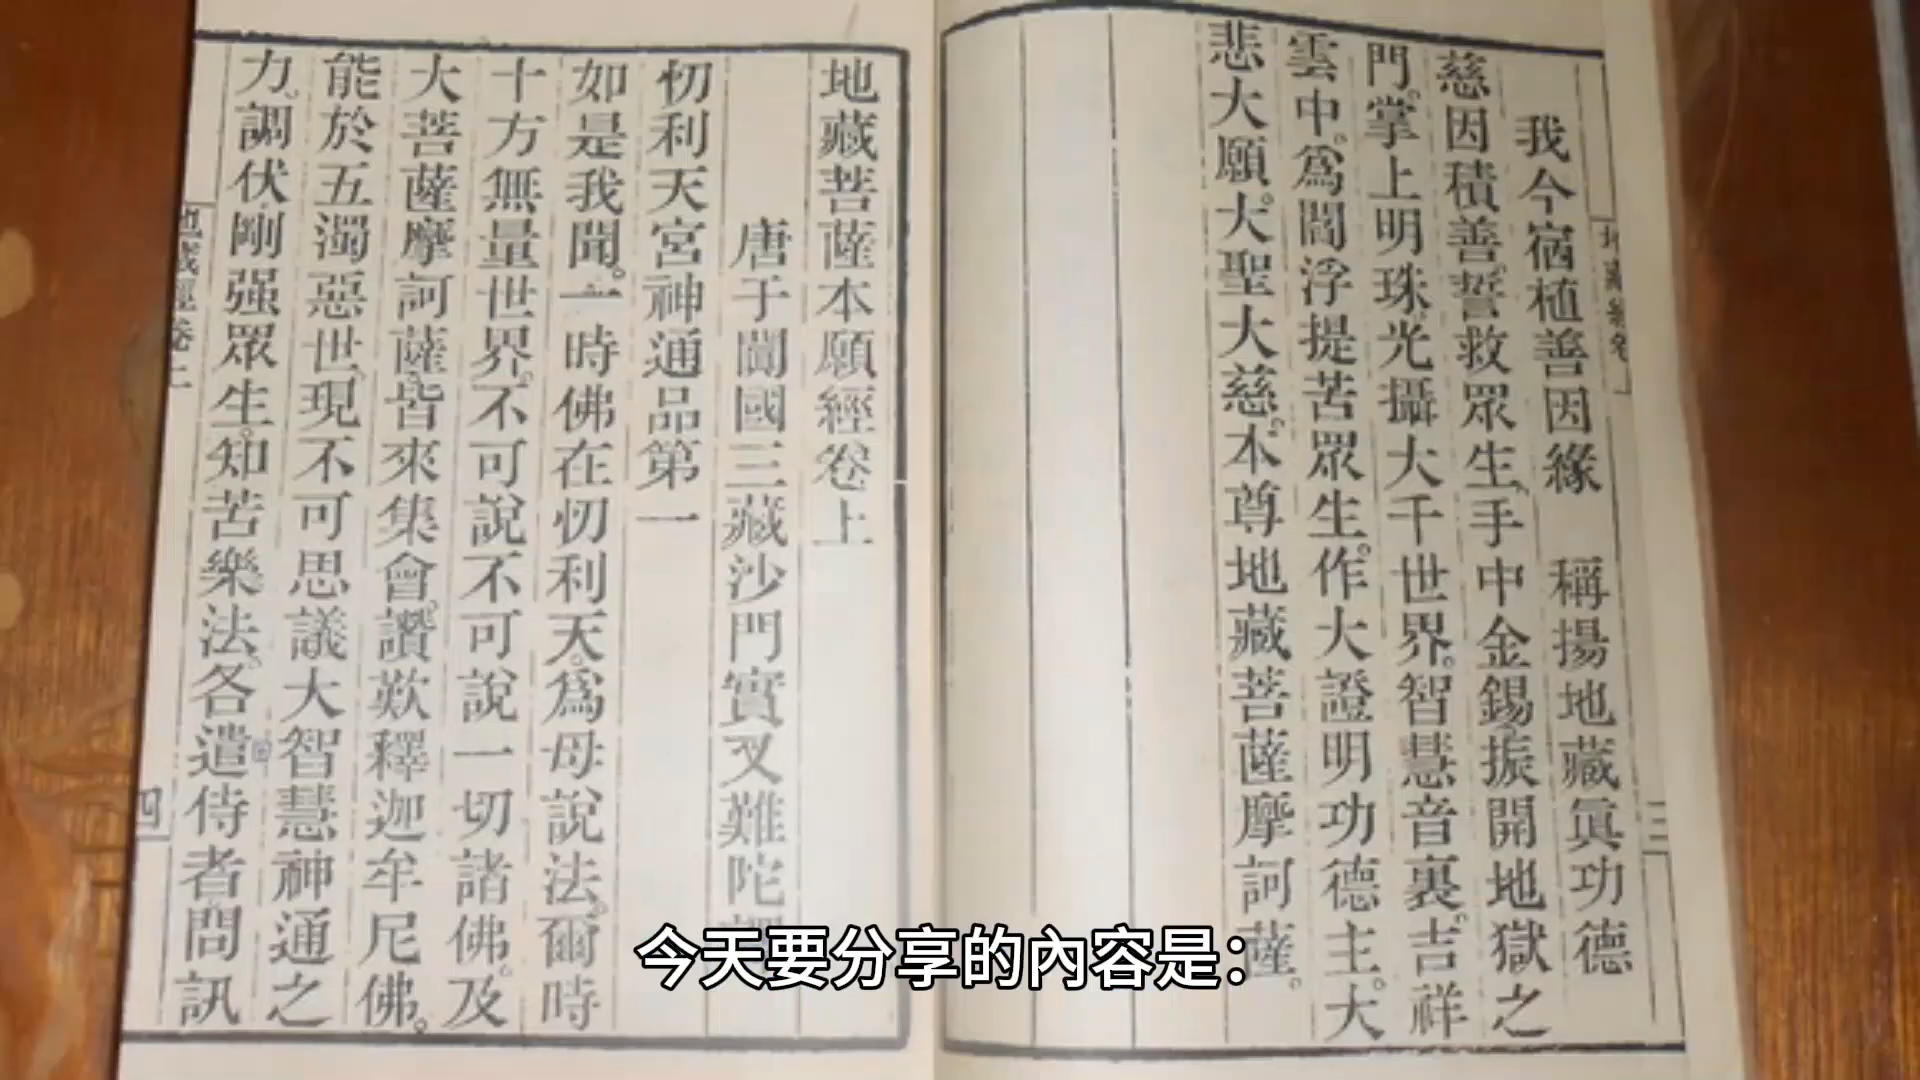 我今宿植善因緣　稱揚地藏眞功德
慈因積善。誓救眾生。手中金錫。振開地獄之
門。掌上明珠。光攝大千世界。智慧音裏。吉祥
雲中。爲閻浮提苦眾生。作大證明功德主。大
悲大願。大聖大慈。本尊地藏菩薩摩訶薩。
三
地藏菩薩本願經卷上
唐于闐國三藏沙門實叉難陀
忉利天宮神通品第一
如是我聞。一時佛在忉利天。爲母說法。爾時
十方無量世界。不可說不可說一切諸佛。及
大菩薩摩訶薩。皆來集會。讚歎釋迦牟尼佛。
能於五濁惡世。現不可思議大智慧神通之
力。調伏剛强眾生。知苦樂法。各遣侍者。問訊
地藏經卷上
四
今天要分享的內容是：